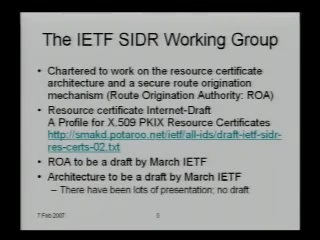 The IETF SIDR Working Group
• Chartered to work on the resource certificate
architecture and a secure route origination
mechanism (Route Origination Authority: ROA)
• Resource certificate Internet-Draft
A Profile for X.509 PKIX Resource Certificates
http://smakd.potaroo.net/ietf/all-ids/draft-ietf-sidr-
res-certs-02.txt
• ROA to be a draft by March IETF
• Architecture to be a draft by March IETF
– There have been lots of presentation; no draft
7 Feb 2007